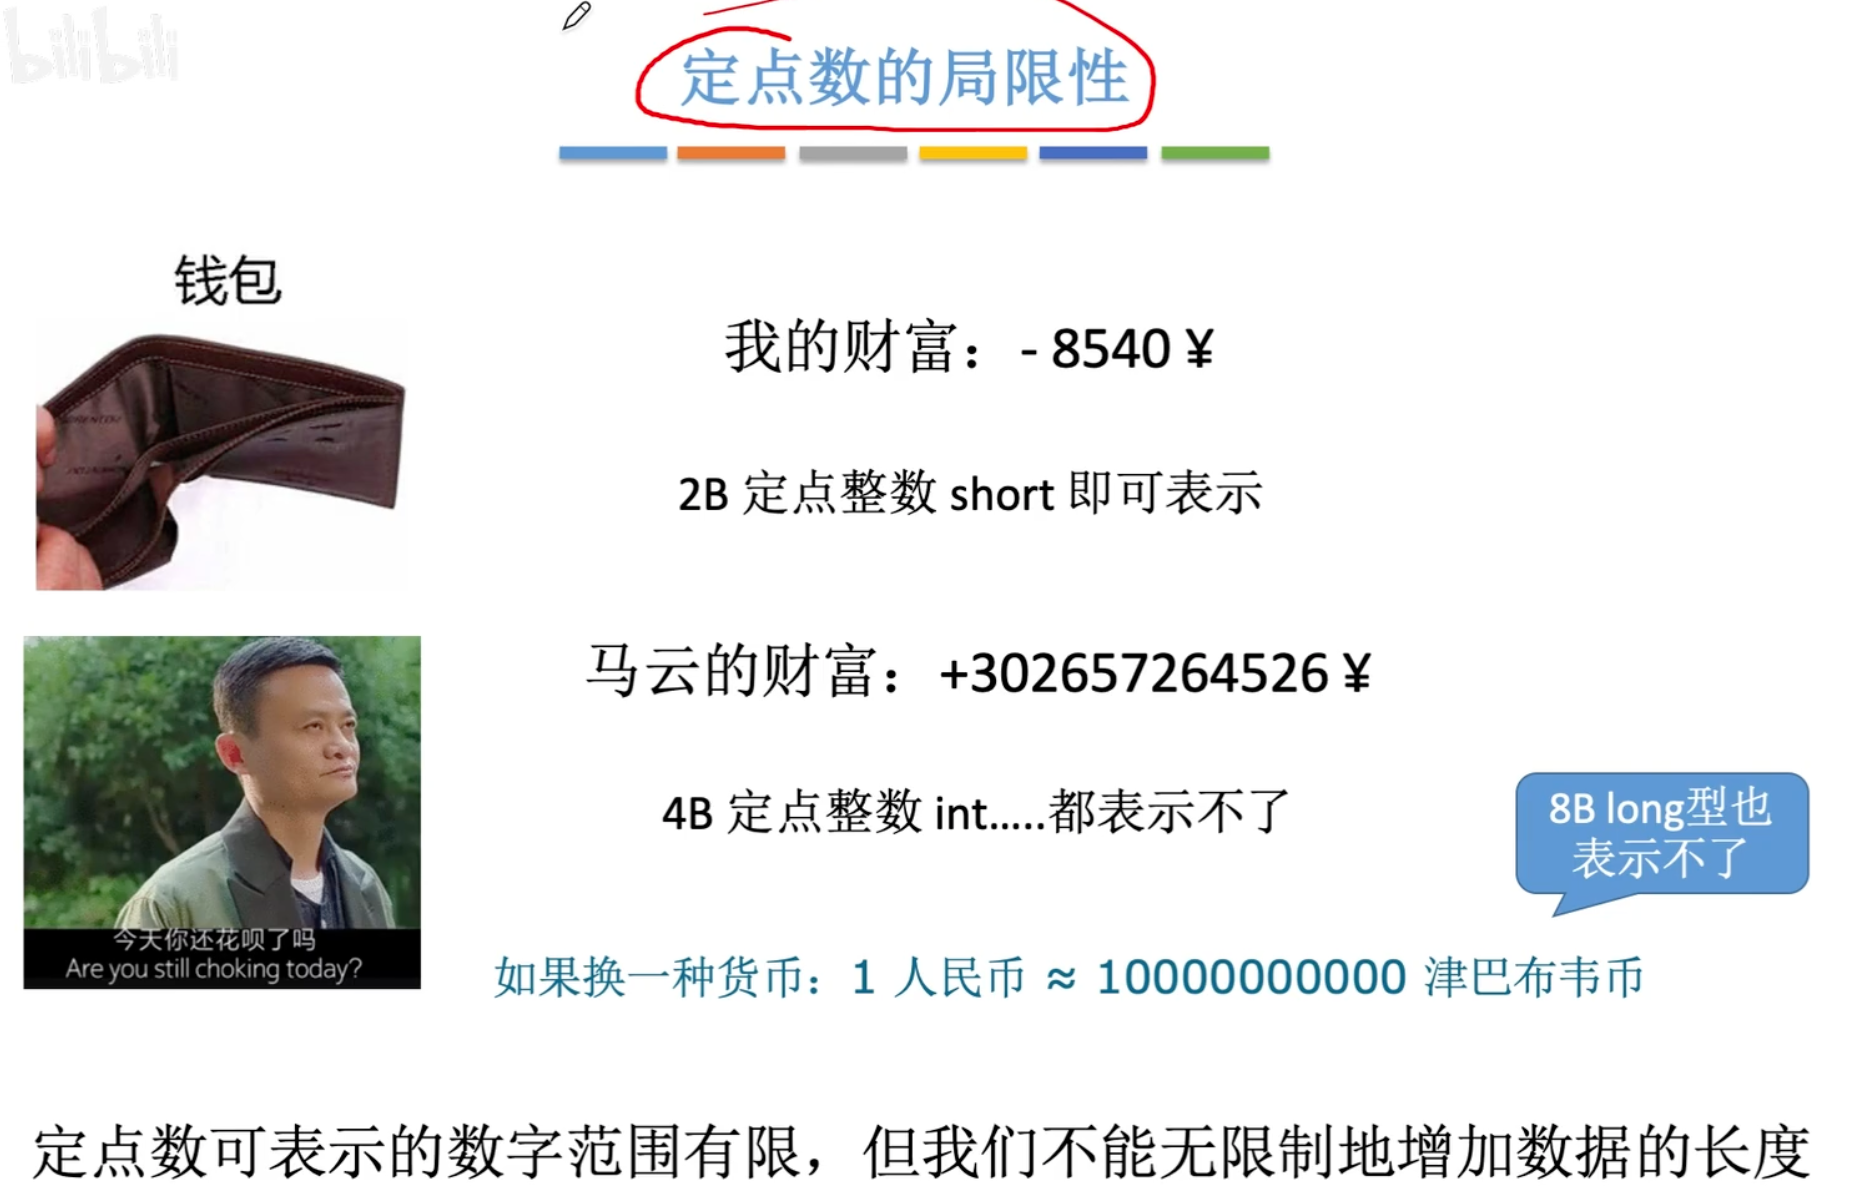 bilibili
定点数的局限性
钱包
我的财富：- 8540 ¥
2B 定点整数 short 即可表示
马云的财富：+302657264526 ¥
4B 定点整数 int.....都表示不了
8B long型也
表示不了
今天你还花呗了吗
Are you still choking today?
如果换一种货币：1 人民币 ≈ 10000000000 津巴布韦币
定点数可表示的数字范围有限，但我们不能无限制地增加数据的长度